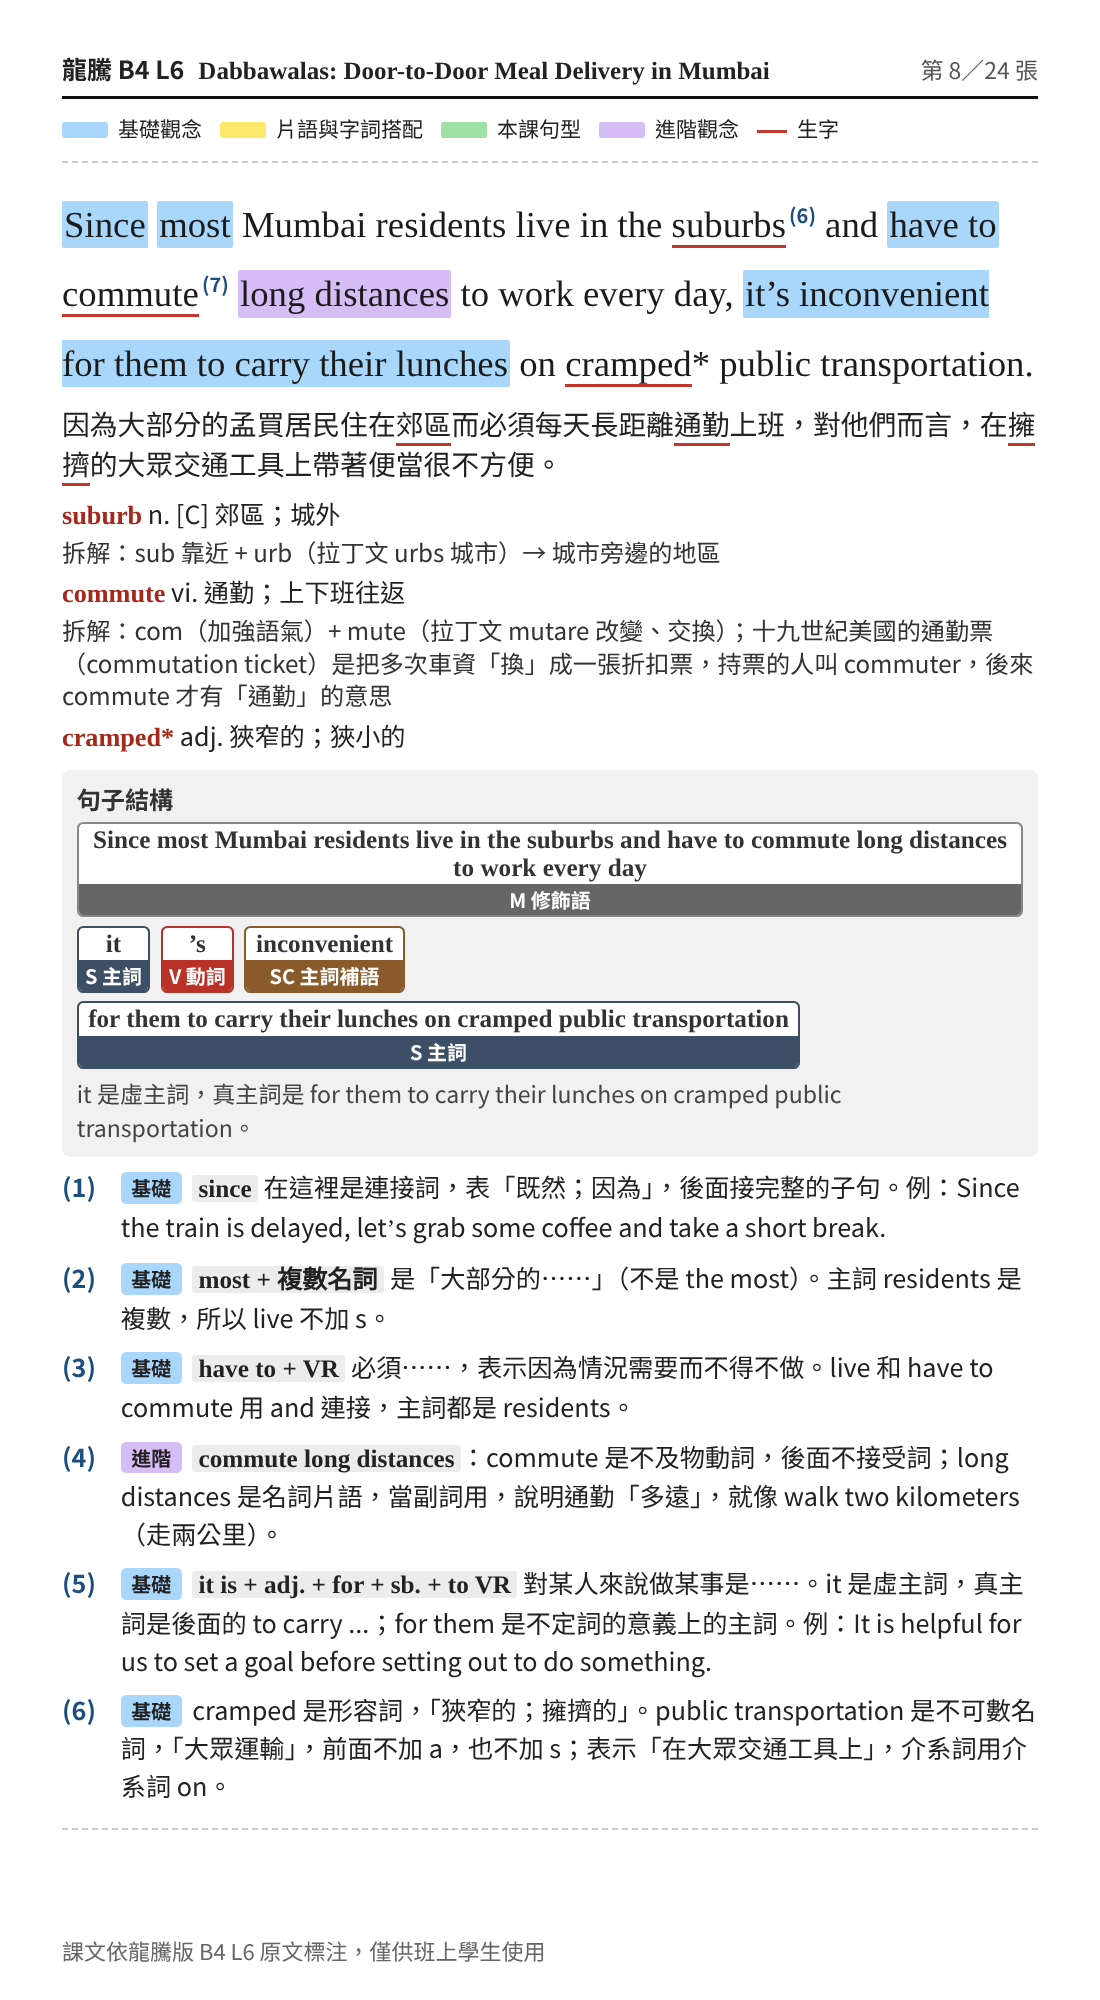 龍騰 B4 L6 Dabbawalas: Door-to-Door Meal Delivery in Mumbai 第 8／24 張
基礎觀念 片語與字詞搭配 本課句型 進階觀念 生字
Since most Mumbai residents live in the suburbs(6) and have to
commute(7) long distances to work every day, it’s inconvenient
for them to carry their lunches on cramped* public transportation.
因為大部分的孟買居民住在郊區而必須每天長距離通勤上班，對他們而言，在擁
擠的大眾交通工具上帶著便當很不方便。
suburb n. [C] 郊區；城外
拆解：sub 靠近 + urb（拉丁文 urbs 城市）→ 城市旁邊的地區
commute vi. 通勤；上下班往返
拆解：com（加強語氣）+ mute（拉丁文 mutare 改變、交換）；十九世紀美國的通勤票
（commutation ticket）是把多次車資「換」成一張折扣票，持票的人叫 commuter，後來
commute 才有「通勤」的意思
cramped* adj. 狹窄的；狹小的
句子結構
Since most Mumbai residents live in the suburbs and have to commute long distances
to work every day
M 修飾語
it ’s inconvenient
S 主詞 V 動詞 SC 主詞補語
for them to carry their lunches on cramped public transportation
S 主詞
it 是虛主詞，真主詞是 for them to carry their lunches on cramped public
transportation。
(1) 基礎 since 在這裡是連接詞，表「既然；因為」，後面接完整的子句。例：Since
the train is delayed, let’s grab some coffee and take a short break.
(2) 基礎 most + 複數名詞 是「大部分的……」（不是 the most）。主詞 residents 是
複數，所以 live 不加 s。
(3) 基礎 have to + VR 必須……，表示因為情況需要而不得不做。live 和 have to
commute 用 and 連接，主詞都是 residents。
(4) 進階 commute long distances：commute 是不及物動詞，後面不接受詞；long
distances 是名詞片語，當副詞用，說明通勤「多遠」，就像 walk two kilometers
（走兩公里）。
(5) 基礎 it is + adj. + for + sb. + to VR 對某人來說做某事是……。it 是虛主詞，真主
詞是後面的 to carry ...；for them 是不定詞的意義上的主詞。例：It is helpful for
us to set a goal before setting out to do something.
(6) 基礎 cramped 是形容詞，「狹窄的；擁擠的」。public transportation 是不可數名
詞，「大眾運輸」，前面不加 a，也不加 s；表示「在大眾交通工具上」，介系詞用介
系詞 on。
課文依龍騰版 B4 L6 原文標注，僅供班上學生使用